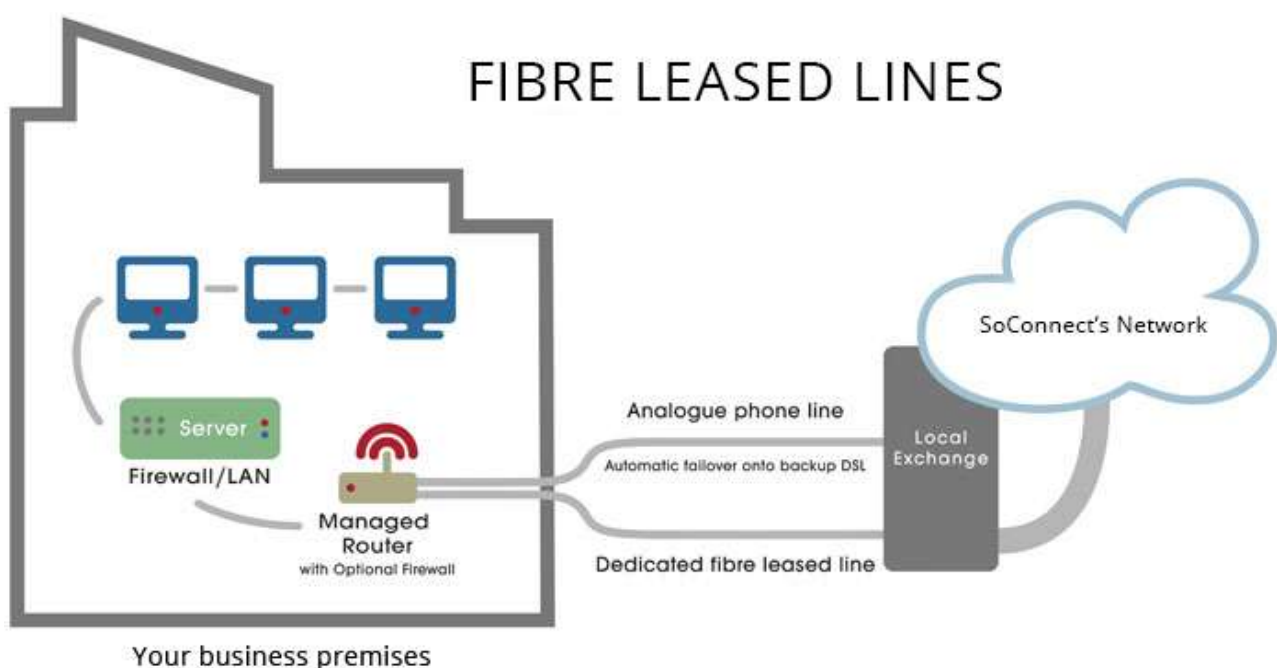 FIBRE LEASED LINES
SoConnect's Network
Analogue phone line
Automatic failover onto backup DSL
Local
Exchange
Server
Firewall/LAN
Managed
Router
with Optional Firewall
Dedicated fibre leased line
Your business premises